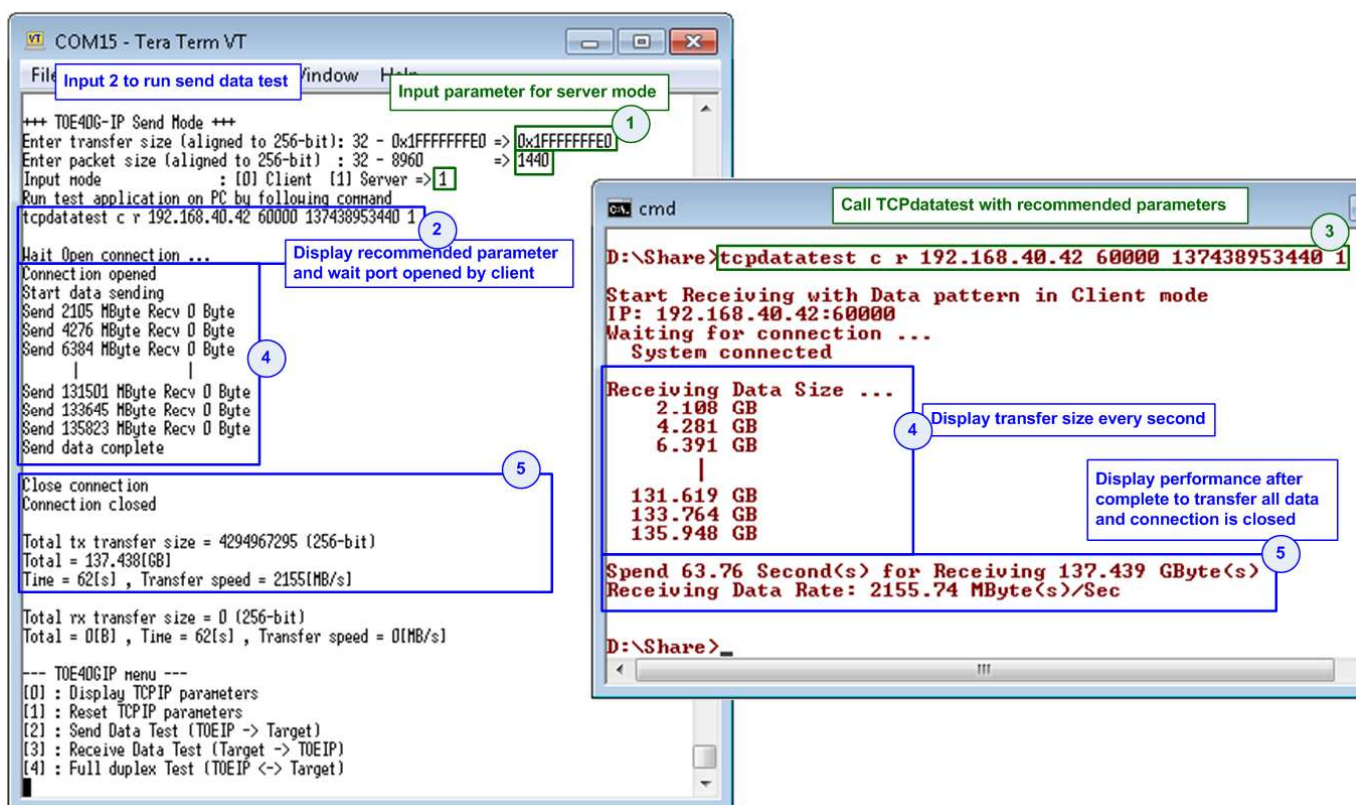 COM15 - Tera Term VT
File
Window Help
Input 2 to run send data test
Input parameter for server mode
+++ TOE40G-IP Send Mode +++
1
Enter transfer size (aligned to 256-bit): 32 - 0x1FFFFFFFE0 => 0x1FFFFFFFE0
Enter packet size (aligned to 256-bit) : 32 - 8960 => 1440
Input mode : [0] Client [1] Server => 1
Run test application on PC by following command
tcpdatatest c r 192.168.40.42 60000 137438953440 1
2
Wait Open connection ...
Display recommended parameter
and wait port opened by client
Connection opened
Start data sending
Send 2105 MByte Recv 0 Byte
Send 4276 MByte Recv 0 Byte
Send 6384 MByte Recv 0 Byte
4
| |
Send 131501 MByte Recv 0 Byte
Send 133645 MByte Recv 0 Byte
Send 135823 MByte Recv 0 Byte
Send data complete
5
Close connection
Connection closed
Total tx transfer size = 4294967295 (256-bit)
Total = 137.438[GB]
Time = 62[s] , Transfer speed = 2155[MB/s]
Total rx transfer size = 0 (256-bit)
Total = 0[B] , Time = 62[s] , Transfer speed = 0[MB/s]
--- TOE40GIP menu ---
[0] : Display TCPIP parameters
[1] : Reset TCPIP parameters
[2] : Send Data Test (TOEIP -> Target)
[3] : Receive Data Test (Target -> TOEIP)
[4] : Full duplex Test (TOEIP <-> Target)
cmd
Call TCPdatatest with recommended parameters
3
D:\Share>tcpdatatest c r 192.168.40.42 60000 137438953440 1
Start Receiving with Data pattern in Client mode
IP: 192.168.40.42:60000
Waiting for connection ...
System connected
Receiving Data Size ...
2.108 GB
4.281 GB
6.391 GB
|
131.619 GB
133.764 GB
135.948 GB
4
Display transfer size every second
Display performance after
complete to transfer all data
and connection is closed
5
Spend 63.76 Second(s) for Receiving 137.439 GByte(s)
Receiving Data Rate: 2155.74 MByte(s)/Sec
D:\Share>_